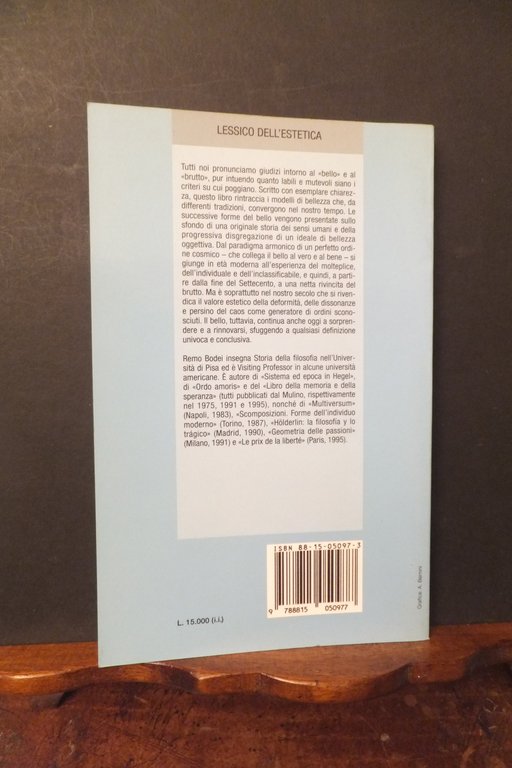 LESSICO DELL'ESTETICA
Tutti noi pronunciamo giudizi intorno al «bello» e al
«brutto», pur intuendo quanto labili e mutevoli siano i
criteri su cui poggiano. Scritto con esemplare chiarez-
za, questo libro rintraccia i modelli di bellezza che, da
differenti tradizioni, convergono nel nostro tempo. Le
successive forme del bello vengono presentate sullo
sfondo di una originale storia dei sensi umani e della
progressiva disgregazione di un ideale di bellezza
oggettiva. Dal paradigma armonico di un perfetto ordi-
ne cosmico – che collega il bello al vero e al bene – si
giunge in età moderna all'esperienza del molteplice,
dell'individuale e dell'inclassificabile, e quindi, a parti-
re dalla fine del Settecento, a una netta rivincita del
brutto. Ma è soprattutto nel nostro secolo che si riven-
dica il valore estetico della deformità, delle dissonanze
e persino del caos come generatore di ordini scono-
sciuti. Il bello, tuttavia, continua anche oggi a sorpren-
dere e a rinnovarsi, sfuggendo a qualsiasi definizione
univoca e conclusiva.
Remo Bodei insegna Storia della filosofia nell'Univer-
sità di Pisa ed è Visiting Professor in alcune università
americane. È autore di «Sistema ed epoca in Hegel»,
di «Ordo amoris» e del «Libro della memoria e della
speranza» (tutti pubblicati dal Mulino, rispettivamente
nel 1975, 1991 e 1995), nonché di «Multiversum»
(Napoli, 1983), «Scomposizioni. Forme dell'individuo
moderno» (Torino, 1987), «Hölderlin: la filosofia y lo
trágico» (Madrid, 1990), «Geometria delle passioni»
(Milano, 1991) e «Le prix de la liberté» (Paris, 1995).
ISBN 88-15-05097-3
9 788815 050977
L. 15.000 (i.i.)
Grafica: A. Bernini